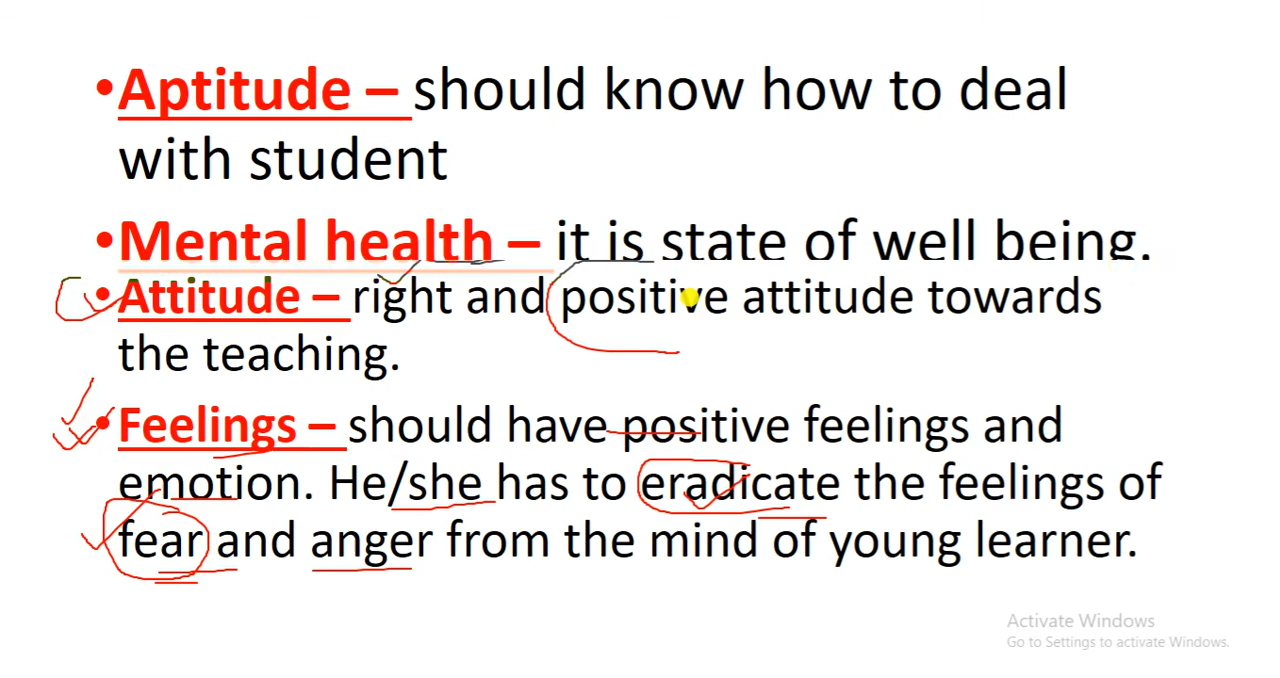 •Aptitude – should know how to deal
with student
•Mental health – it is state of well being.
•Attitude – right and positive attitude towards
the teaching.
•Feelings – should have positive feelings and
emotion. He/she has to eradicate the feelings of
fear and anger from the mind of young learner.
Activate Windows
Go to Settings to activate Windows.